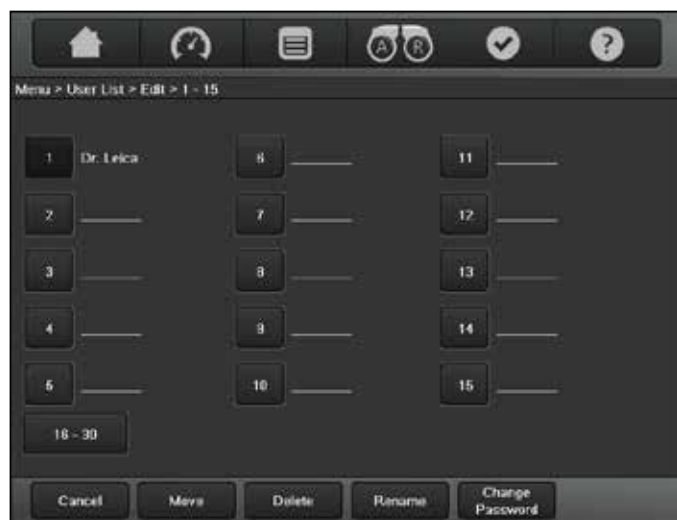 A R ?
Menu > User List > Edit > 1 - 15
1 Dr. Leica 6 11
2 7 12
3 8 13
4 9 14
5 10 15
16 - 30
Cancel Move Delete Rename Change Password